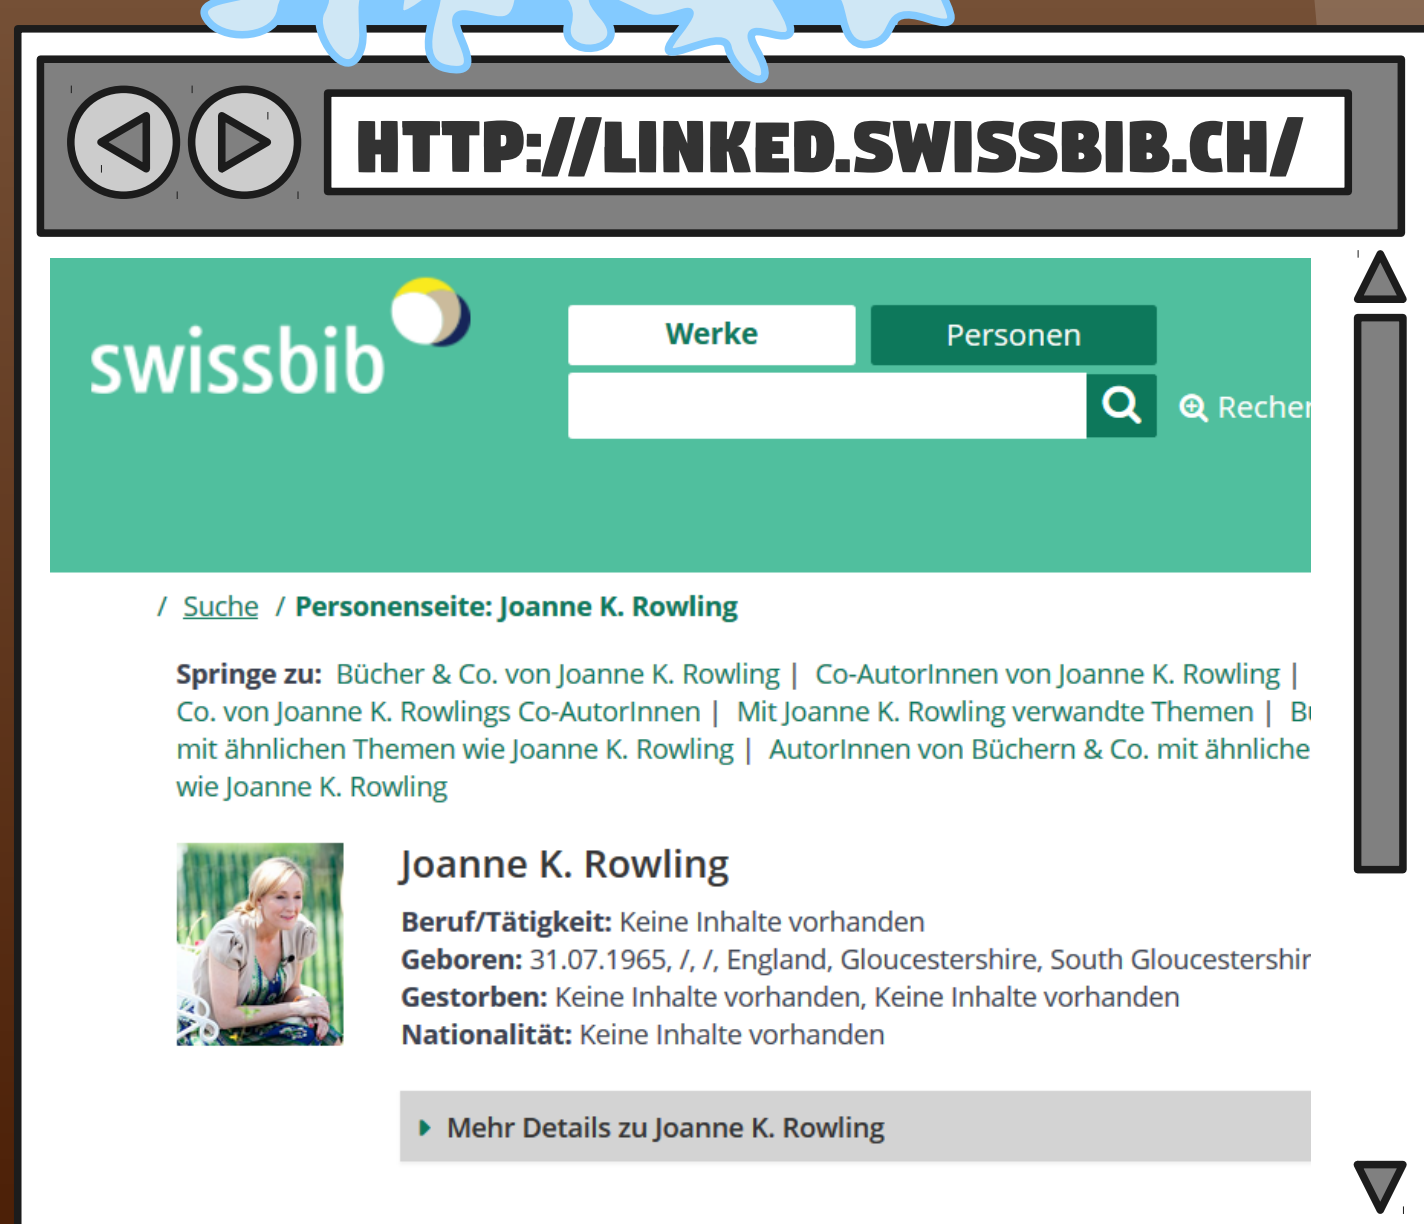 HTTP://LINKED.SWISSBIB.CH/
swissbib
Werke
Personen
Recher
/ Suche / Personenseite: Joanne K. Rowling
Springe zu: Bücher & Co. von Joanne K. Rowling | Co-AutorInnen von Joanne K. Rowling |
Co. von Joanne K. Rowlings Co-AutorInnen | Mit Joanne K. Rowling verwandte Themen |
mit ähnlichen Themen wie Joanne K. Rowling | AutorInnen von Büchern & Co. mit ähnliche
wie Joanne K. Rowling
Joanne K. Rowling
Beruf/Tätigkeit: Keine Inhalte vorhanden
Geboren: 31.07.1965, /, /, England, Gloucestershire, South Gloucestershir
Gestorben: Keine Inhalte vorhanden, Keine Inhalte vorhanden
Nationalität: Keine Inhalte vorhanden
Mehr Details zu Joanne K. Rowling